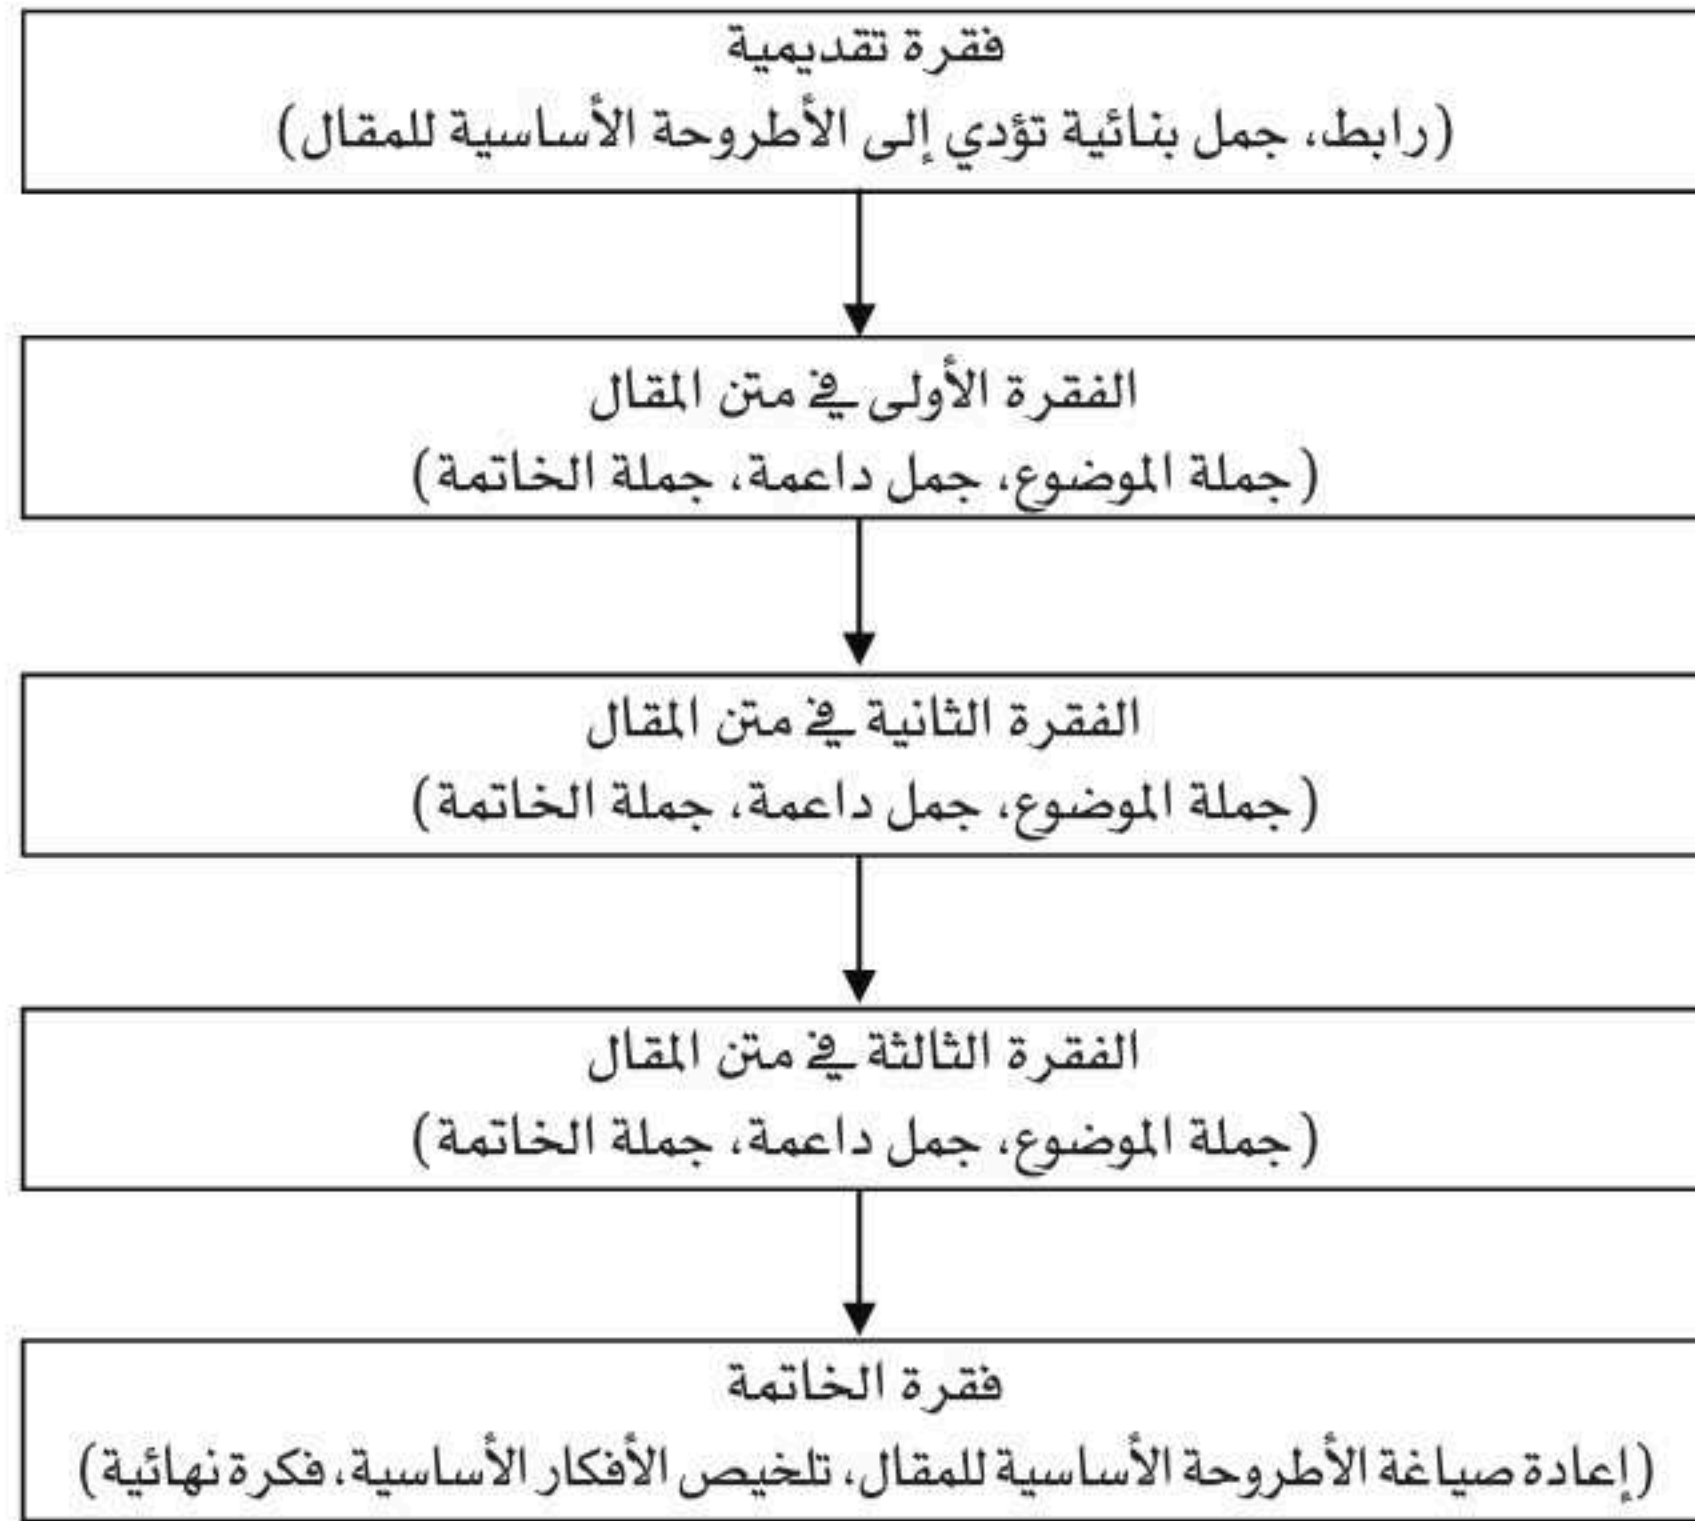 فقرة تقديمية
(رابط، جمل بنائية تؤدي إلى الأطروحة الأساسية للمقال)
الفقرة الأولى في متن المقال
(جملة الموضوع، جمل داعمة، جملة الخاتمة)
الفقرة الثانية في متن المقال
(جملة الموضوع، جمل داعمة، جملة الخاتمة)
الفقرة الثالثة في متن المقال
(جملة الموضوع، جمل داعمة، جملة الخاتمة)
فقرة الخاتمة
(إعادة صياغة الأطروحة الأساسية للمقال، تلخيص الأفكار الأساسية، فكرة نهائية)